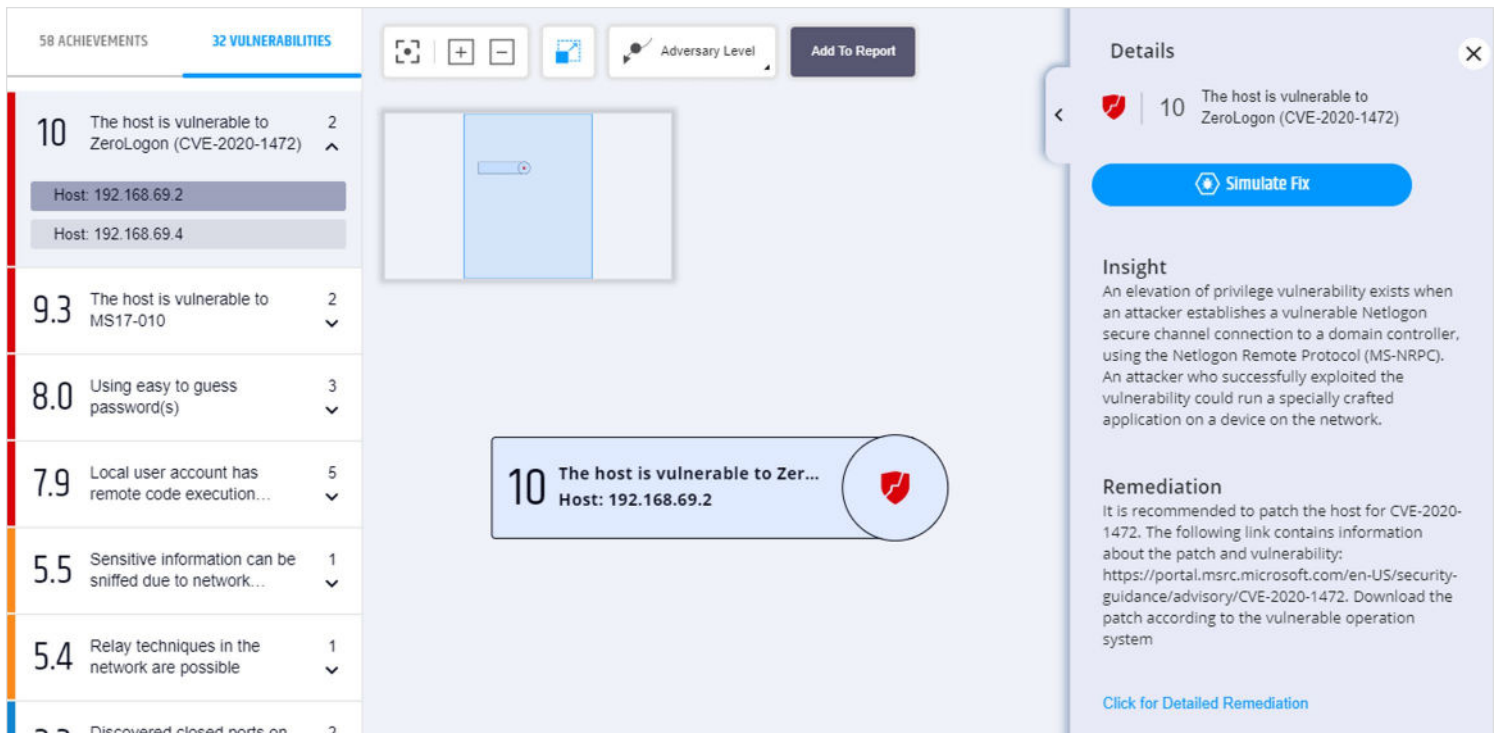 58 ACHIEVEMENTS
32 VULNERABILITIES
10
The host is vulnerable to
ZeroLogon (CVE-2020-1472)
2
Host: 192.168.69.2
Host: 192.168.69.4
9.3
The host is vulnerable to
MS17-010
2
8.0
Using easy to guess
password(s)
3
7.9
Local user account has
remote code execution...
5
5.5
Sensitive information can be
sniffed due to network...
1
5.4
Relay techniques in the
network are possible
1
Discovered closed ports on
2
Adversary Level
Add To Report
10
The host is vulnerable to Zer...
Host: 192.168.69.2
Details
10
The host is vulnerable to
ZeroLogon (CVE-2020-1472)
Simulate Fix
Insight
An elevation of privilege vulnerability exists when
an attacker establishes a vulnerable Netlogon
secure channel connection to a domain controller,
using the Netlogon Remote Protocol (MS-NRPC).
An attacker who successfully exploited the
vulnerability could run a specially crafted
application on a device on the network.
Remediation
It is recommended to patch the host for CVE-2020-
1472. The following link contains information
about the patch and vulnerability:
https://portal.msrc.microsoft.com/en-US/security-
guidance/advisory/CVE-2020-1472. Download the
patch according to the vulnerable operation
system
Click for Detailed Remediation